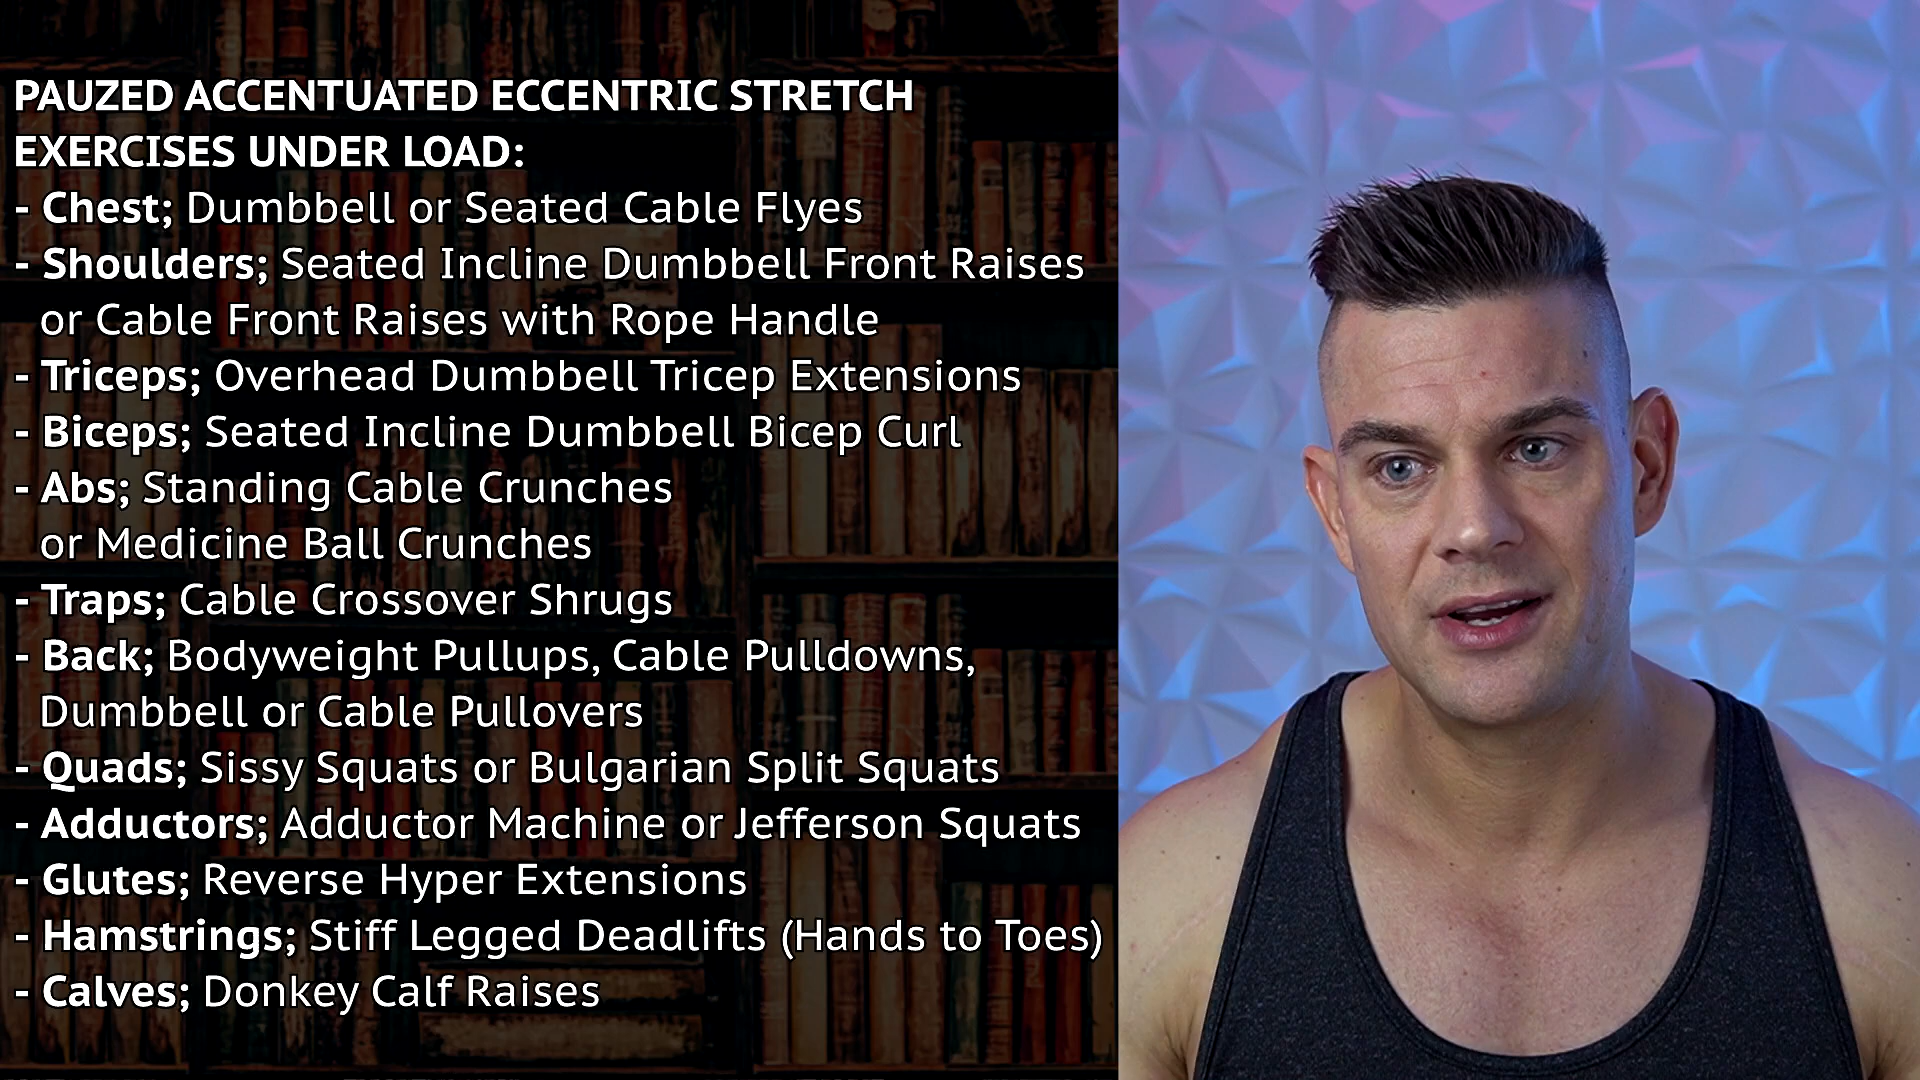 PAUZED ACCENTUATED ECCENTRIC STRETCH
EXERCISES UNDER LOAD:
- Chest; Dumbbell or Seated Cable Flyes
- Shoulders; Seated Incline Dumbbell Front Raises
or Cable Front Raises with Rope Handle
- Triceps; Overhead Dumbbell Tricep Extensions
- Biceps; Seated Incline Dumbbell Bicep Curl
- Abs; Standing Cable Crunches
or Medicine Ball Crunches
- Traps; Cable Crossover Shrugs
- Back; Bodyweight Pullups, Cable Pulldowns,
Dumbbell or Cable Pullovers
- Quads; Sissy Squats or Bulgarian Split Squats
- Adductors; Adductor Machine or Jefferson Squats
- Glutes; Reverse Hyper Extensions
- Hamstrings; Stiff Legged Deadlifts (Hands to Toes)
- Calves; Donkey Calf Raises